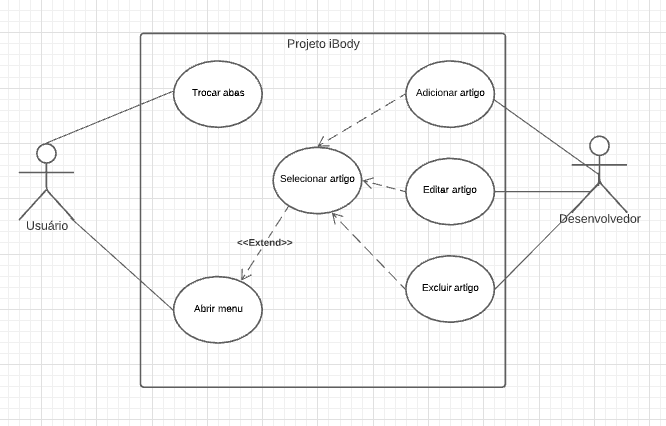 Projeto iBody
Trocar abas
Adicionar artigo
Selecionar artigo
Editar artigo
Usuário
Desenvolvedor
<<Extend>>
Excluir artigo
Abrir menu